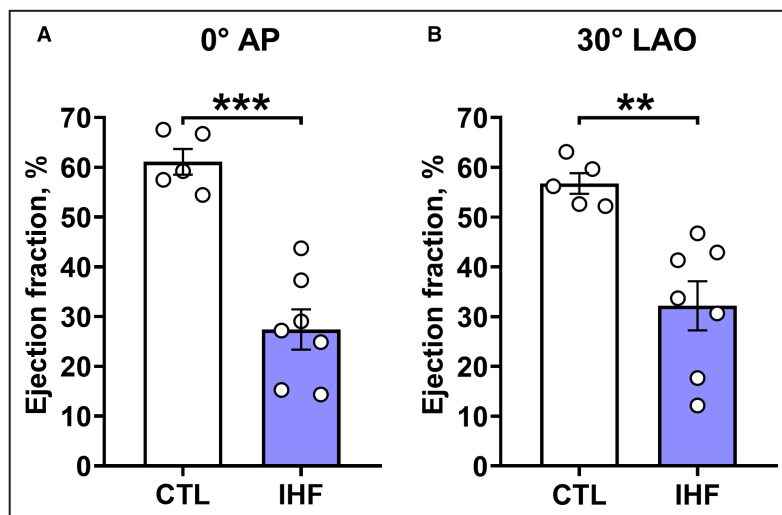 A
0° AP
***
Ejection fraction, %
70
60
50
40
30
20
10
0
CTL
IHF
B
30° LAO
**
Ejection fraction, %
70
60
50
40
30
20
10
0
CTL
IHF